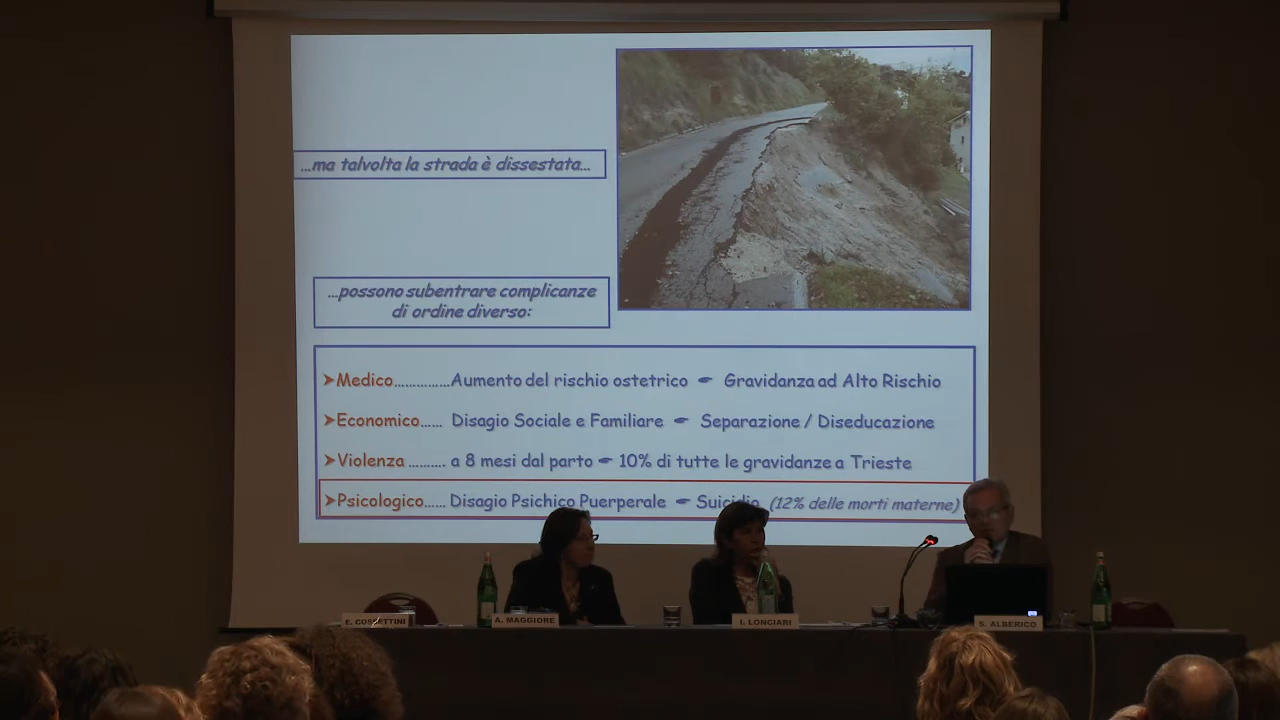 ...ma talvolta la strada è dissestata...
...possono subentrare complicanze
di ordine diverso:
➤Medico...............Aumento del rischio ostetrico ☛ Gravidanza ad Alto Rischio
➤Economico...... Disagio Sociale e Familiare ☛ Separazione / Diseducazione
➤Violenza .......... a 8 mesi dal parto ☛ 10% di tutte le gravidanze a Trieste
➤Psicologico...... Disagio Psichico Puerperale ☛ Suicidio (12% delle morti materne)
E. COSSETTINI
A. MAGGIORE
I. LONCIARI
S. ALBERICO